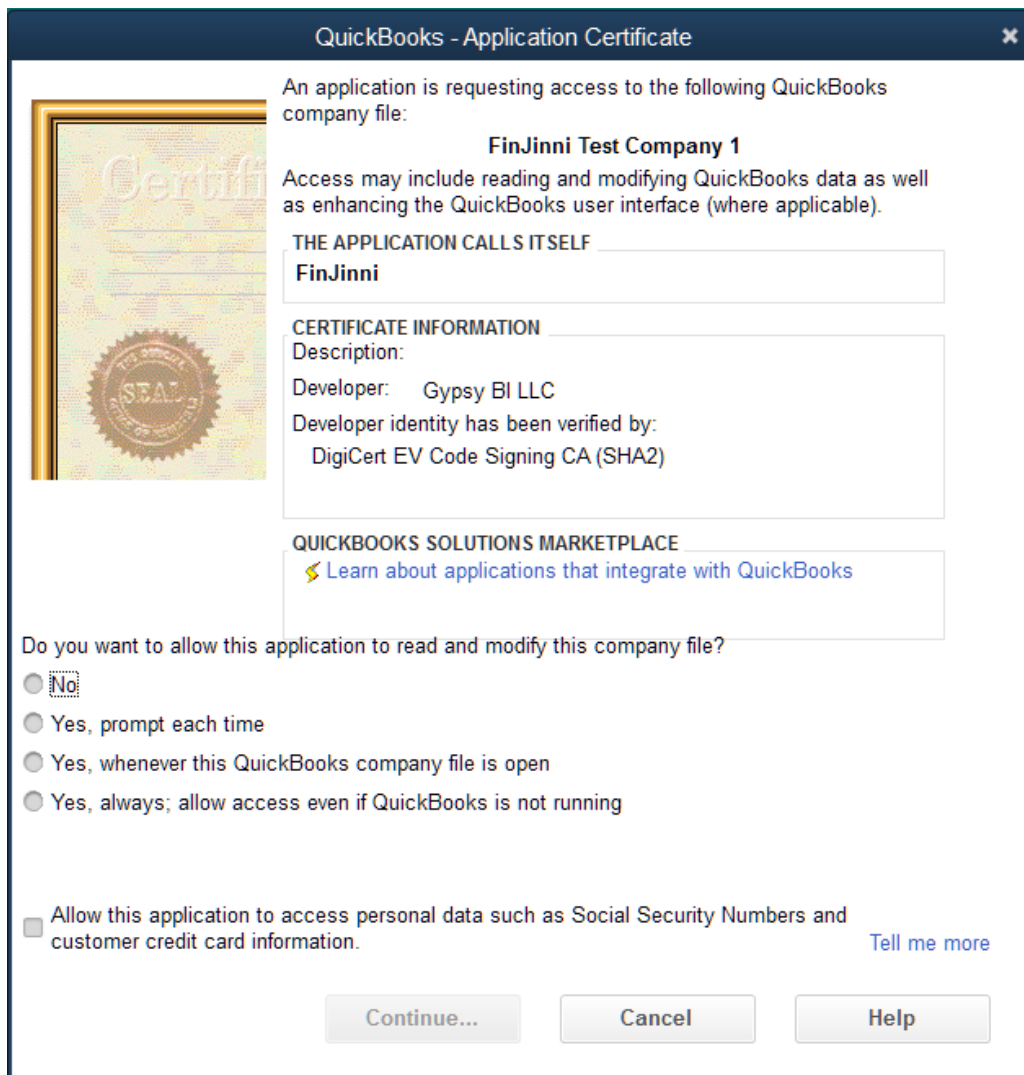 QuickBooks - Application Certificate
An application is requesting access to the following QuickBooks
company file:
FinJinni Test Company 1
Access may include reading and modifying QuickBooks data as well
as enhancing the QuickBooks user interface (where applicable).
THE APPLICATION CALLS ITSELF
FinJinni
CERTIFICATE INFORMATION
Description:
Developer: Gypsy BI LLC
Developer identity has been verified by:
DigiCert EV Code Signing CA (SHA2)
QUICKBOOKS SOLUTIONS MARKETPLACE
Learn about applications that integrate with QuickBooks
Certifi
SEAL
Do you want to allow this application to read and modify this company file?
No
Yes, prompt each time
Yes, whenever this QuickBooks company file is open
Yes, always; allow access even if QuickBooks is not running
Allow this application to access personal data such as Social Security Numbers and
customer credit card information.
Tell me more
Continue...
Cancel
Help